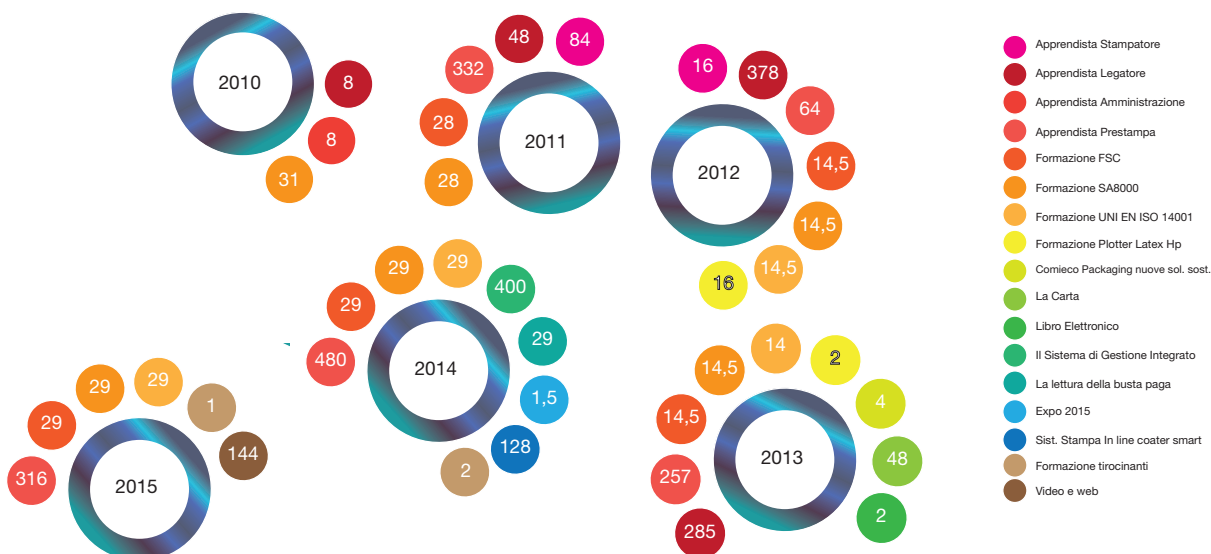 2010
8
8
31
2011
84
48
332
28
28
2012
16
378
64
14,5
14,5
14,5
16
2014
480
29
29
29
400
29
1,5
128
2
2015
316
29
29
29
1
144
2013
285
257
14,5
14,5
14
2
4
48
2
Apprendista Stampatore
Apprendista Legatore
Apprendista Amministrazione
Apprendista Prestampa
Formazione FSC
Formazione SA8000
Formazione UNI EN ISO 14001
Formazione Plotter Latex Hp
Comieco Packaging nuove sol. sost.
La Carta
Libro Elettronico
Il Sistema di Gestione Integrato
La lettura della busta paga
Expo 2015
Sist. Stampa In line coater smart
Formazione tirocinanti
Video e web